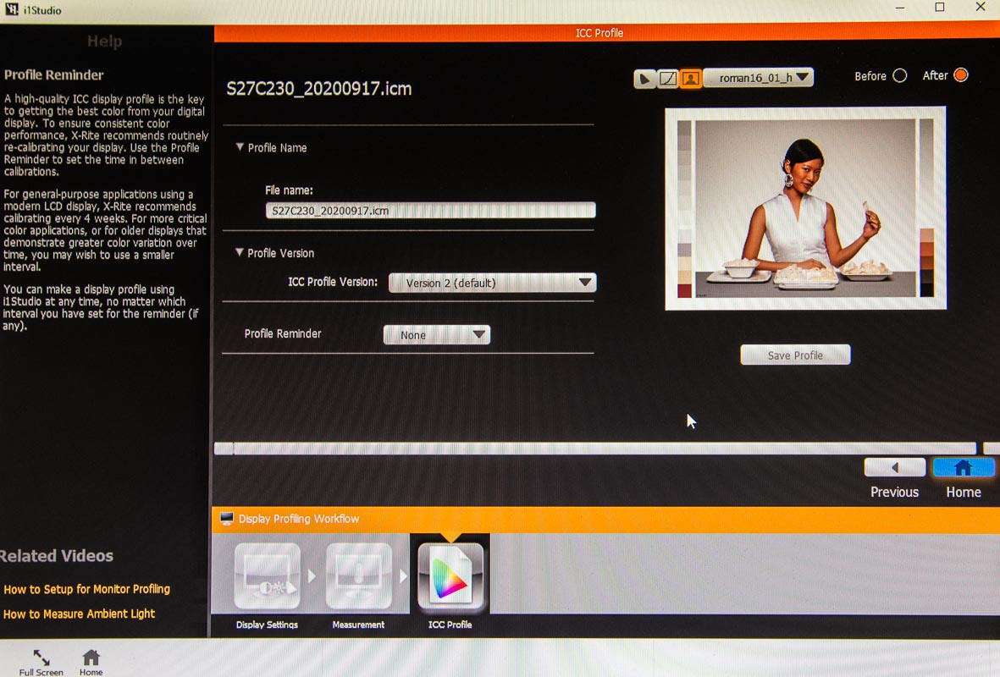 i1Studio
ICC Profile
Help
Profile Reminder
A high-quality ICC display profile is the key
to getting the best color from your digital
display. To ensure consistent color
performance, X-Rite recommends routinely
re-calibrating your display. Use the Profile
Reminder to set the time in between
calibrations.
For general-purpose applications using a
modern LCD display, X-Rite recommends
calibrating every 4 weeks. For more critical
color applications, or for older displays that
demonstrate greater color variation over
time, you may wish to use a smaller
interval.
You can make a display profile using
i1Studio at any time, no matter which
interval you have set for the reminder (if
any).
Related Videos
How to Setup for Monitor Profiling
How to Measure Ambient Light
S27C230_20200917.icm
Profile Name
File name:
S27C230_20200917.icm
Profile Version
ICC Profile Version:
Version 2 (default)
Profile Reminder
None
roman16_01_h
Before
After
Save Profile
Previous
Home
Display Profiling Workflow
Display Settings
Measurement
ICC Profile
Full Screen
Home